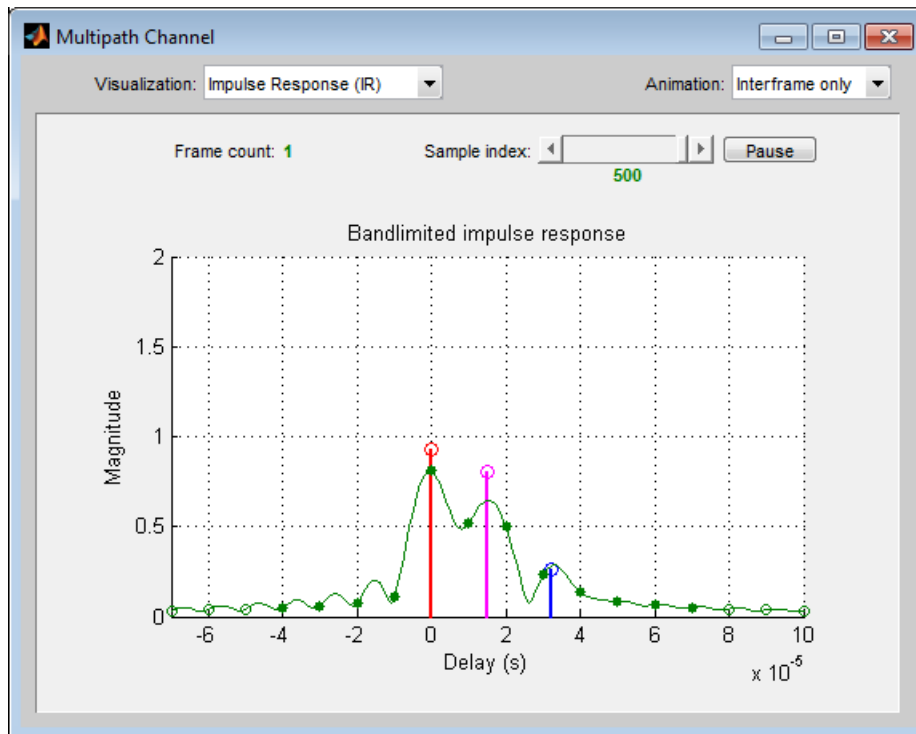 Multipath Channel
Visualization: Impulse Response (IR) Animation: Interframe only
Frame count: 1 Sample index: Pause
500
Bandlimited impulse response
2
1.5
1
0.5
0
Magnitude
-6 -4 -2 0 2 4 6 8 10
Delay (s)
x 10⁻⁵